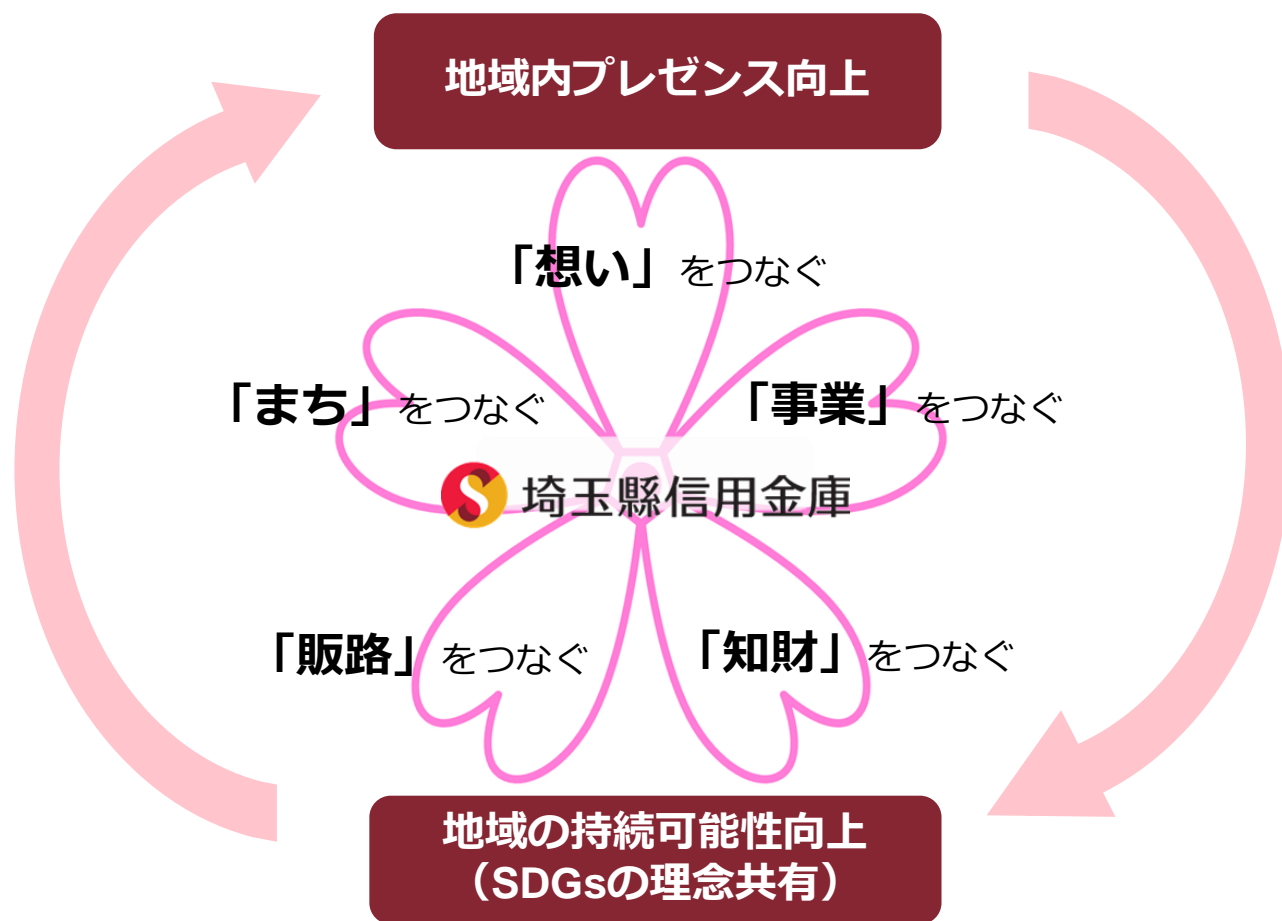 地域内プレゼンス向上
「想い」をつなぐ
「まち」をつなぐ
「事業」をつなぐ
埼玉縣信用金庫
「販路」をつなぐ
「知財」をつなぐ
地域の持続可能性向上
（SDGsの理念共有）